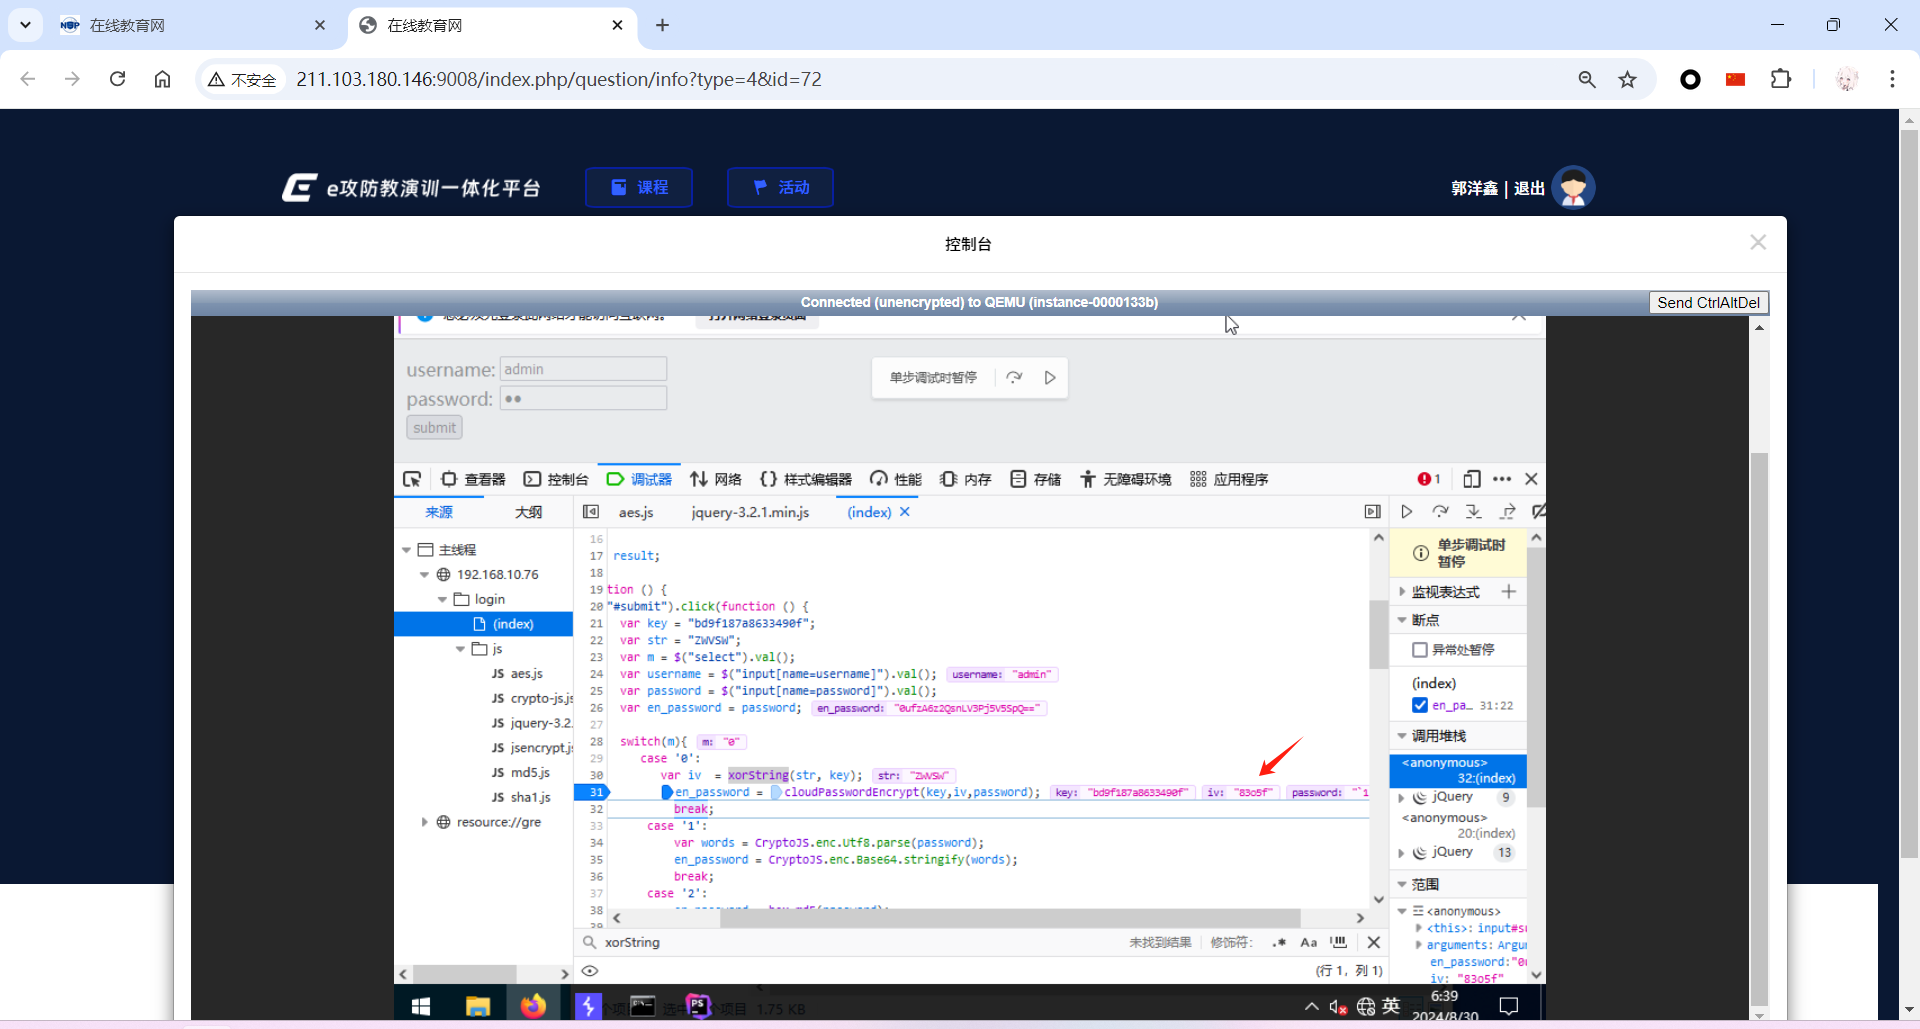 在线教育网
在线教育网
不安全
211.103.180.146:9008/index.php/question/info?type=4&id=72
e攻防教演训一体化平台
课程
活动
郭洋鑫 | 退出
控制台
Connected (unencrypted) to QEMU (instance-0000133b)
Send CtrlAltDel
username: admin
password: ●●
submit
单步调试时暂停
查看器
控制台
调试器
网络
样式编辑器
性能
内存
存储
无障碍环境
应用程序
1
来源
大纲
aes.js
jquery-3.2.1.min.js
(index)
主线程
192.168.10.76
login
(index)
js
JS aes.js
JS crypto-js.js
JS jquery-3.2.
JS jsencrypt.js
JS md5.js
JS sha1.js
resource://gre
16
17 result;
18
19 tion () {
20 "#submit").click(function () {
21 var key = "bd9f187a8633490f";
22 var str = "ZWVSW";
23 var m = $("select").val();
24 var username = $("input[name=username]").val(); username: "admin"
25 var password = $("input[name=password]").val();
26 var en_password = password; en_password: "0ufzA6z2QsnLV3Pj5V5SpQ=="
27
28 switch(m){ m: "0"
29 case '0':
30 var iv = xorString(str, key); str: "ZWVSW"
31 en_password = cloudPasswordEncrypt(key,iv,password); key: "bd9f187a8633490f" iv: "83o5f" password: "`1
32 break;
33 case '1':
34 var words = CryptoJS.enc.Utf8.parse(password);
35 en_password = CryptoJS.enc.Base64.stringify(words);
36 break;
37 case '2':
38 en_password = hex_md5(password);
39
xorString
未找到结果
修饰符:
.*
Aa
(行 1，列 1)
单步调试时
暂停
监视表达式
断点
异常处暂停
(index)
en_pa… 31:22
调用堆栈
<anonymous>
32:(index)
jQuery 9
<anonymous>
20:(index)
jQuery 13
范围
<anonymous>
<this>: input#su
arguments: Argu
en_password:"0u
iv: "83o5f"
1.75 KB
PS
英
6:39
2024/8/30